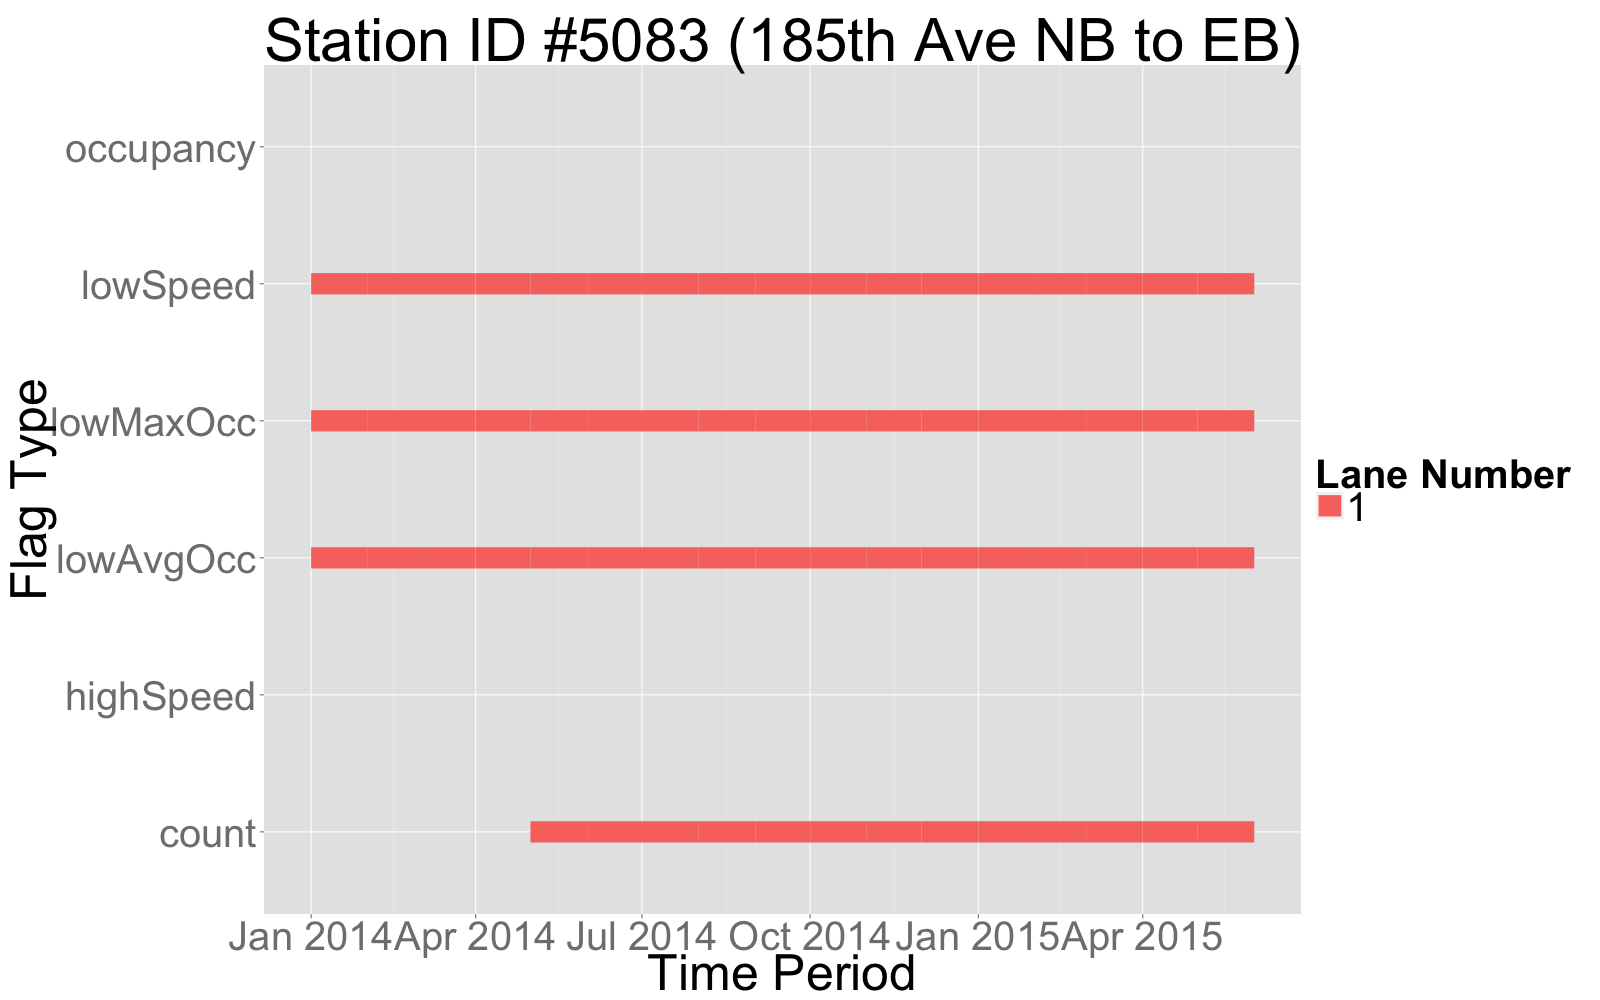 Station ID #5083 (185th Ave NB to EB)
occupancy
lowSpeed
lowMaxOcc
lowAvgOcc
highSpeed
count
Flag Type
Jan 2014 Apr 2014 Jul 2014 Oct 2014 Jan 2015 Apr 2015
Time Period
Lane Number
1